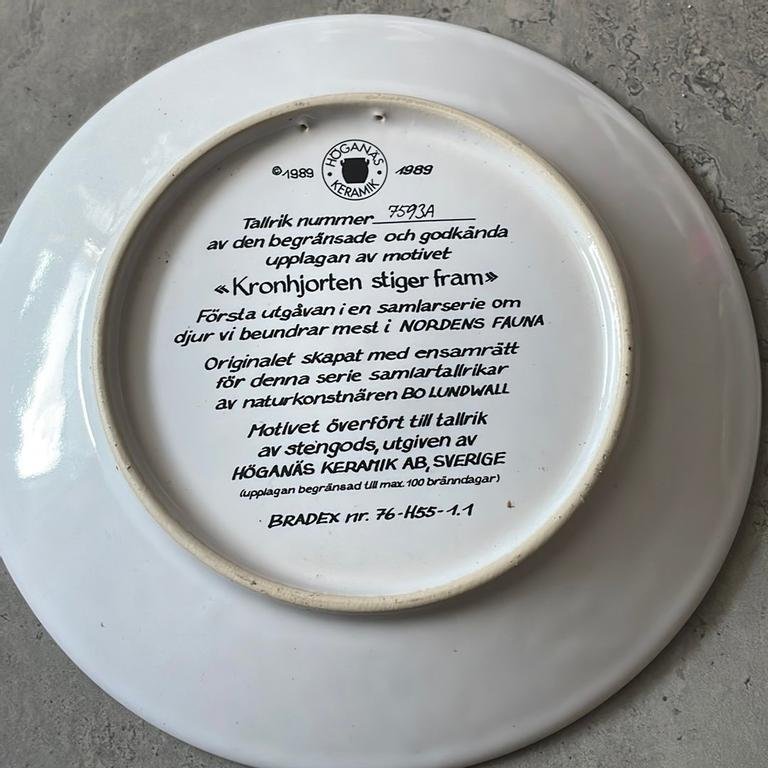 ©1989 HÖGANÄS KERAMIK 1989
Tallrik nummer 7593A
av den begränsade och godkända
upplagan av motivet
«Kronhjorten stiger fram»
Första utgåvan i en samlarserie om
djur vi beundrar mest i NORDENS FAUNA
Originalet skapat med ensamrätt
för denna serie samlartallrikar
av naturkonstnären BO LUNDWALL
Motivet överfört till tallrik
av stengods, utgiven av
HÖGANÄS KERAMIK AB, SVERIGE
(upplagan begränsad till max. 100 bränndagar)
BRADEX nr. 76-H55-1.1